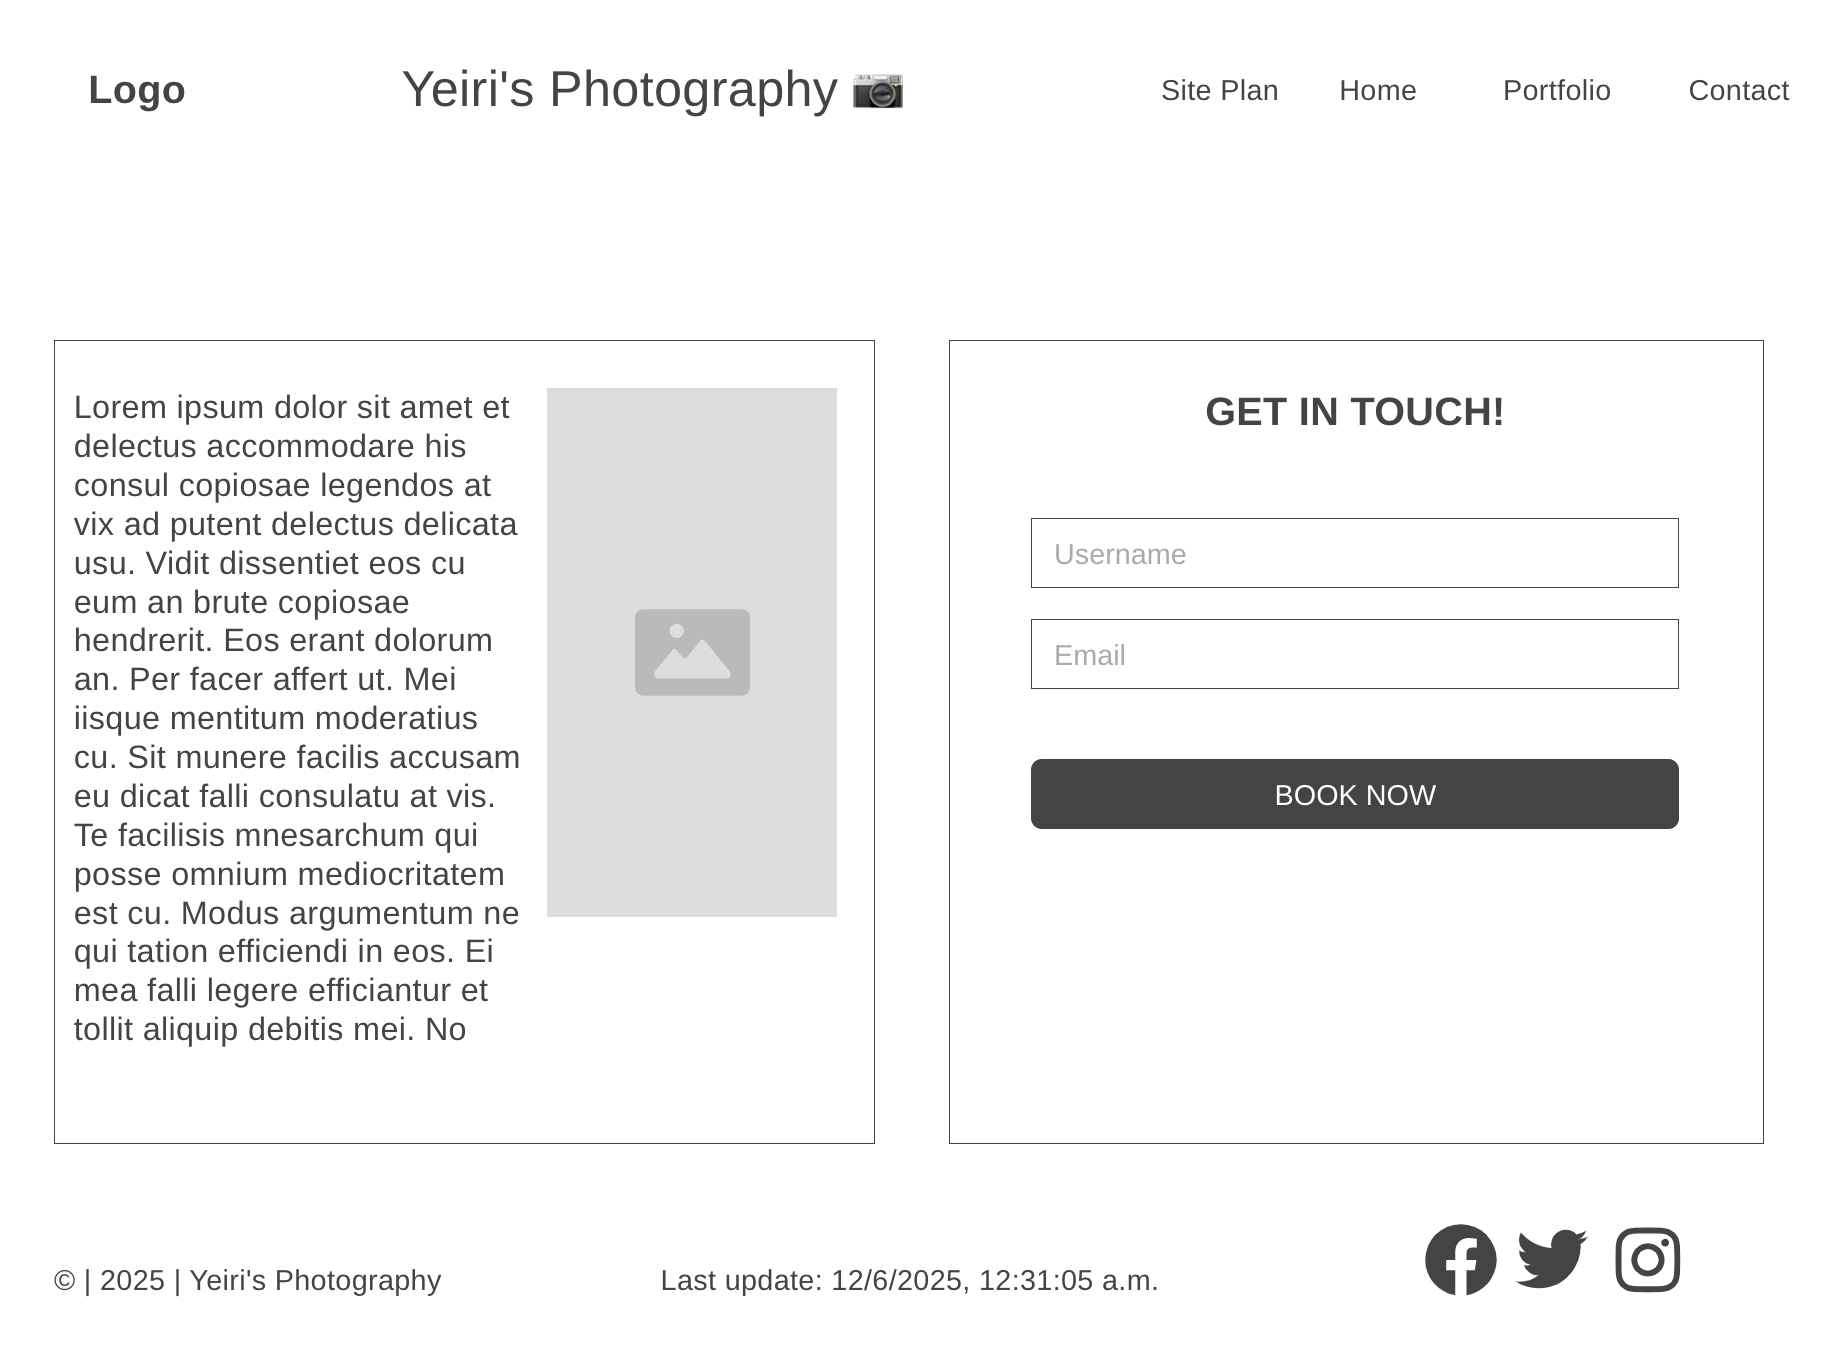 Logo
Yeiri's Photography 📷
Site Plan
Home
Portfolio
Contact
Lorem ipsum dolor sit amet et
delectus accommodare his
consul copiosae legendos at
vix ad putent delectus delicata
usu. Vidit dissentiet eos cu
eum an brute copiosae
hendrerit. Eos erant dolorum
an. Per facer affert ut. Mei
iisque mentitum moderatius
cu. Sit munere facilis accusam
eu dicat falli consulatu at vis.
Te facilisis mnesarchum qui
posse omnium mediocritatem
est cu. Modus argumentum ne
qui tation efficiendi in eos. Ei
mea falli legere efficiantur et
tollit aliquip debitis mei. No
GET IN TOUCH!
Username
Email
BOOK NOW
© | 2025 | Yeiri's Photography
Last update: 12/6/2025, 12:31:05 a.m.